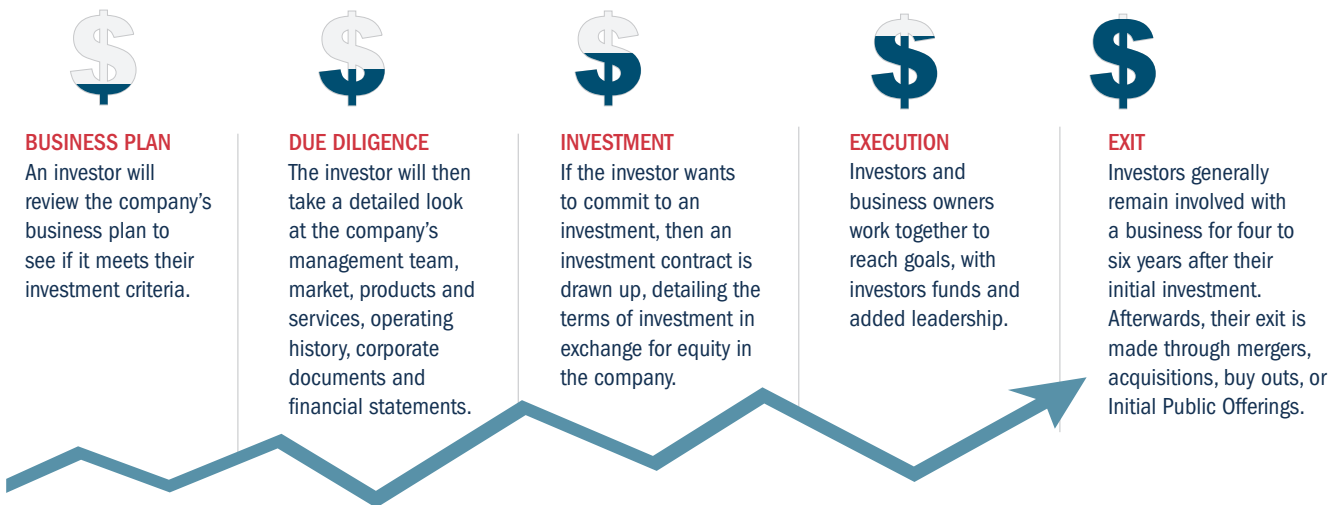 $
$
$
$
$
BUSINESS PLAN
An investor will
review the company's
business plan to
see if it meets their
investment criteria.
DUE DILIGENCE
The investor will then
take a detailed look
at the company's
management team,
market, products and
services, operating
history, corporate
documents and
financial statements.
INVESTMENT
If the investor wants
to commit to an
investment, then an
investment contract is
drawn up, detailing the
terms of investment in
exchange for equity in
the company.
EXECUTION
Investors and
business owners
work together to
reach goals, with
investors funds and
added leadership.
EXIT
Investors generally
remain involved with
a business for four to
six years after their
initial investment.
Afterwards, their exit is
made through mergers,
acquisitions, buy outs, or
Initial Public Offerings.